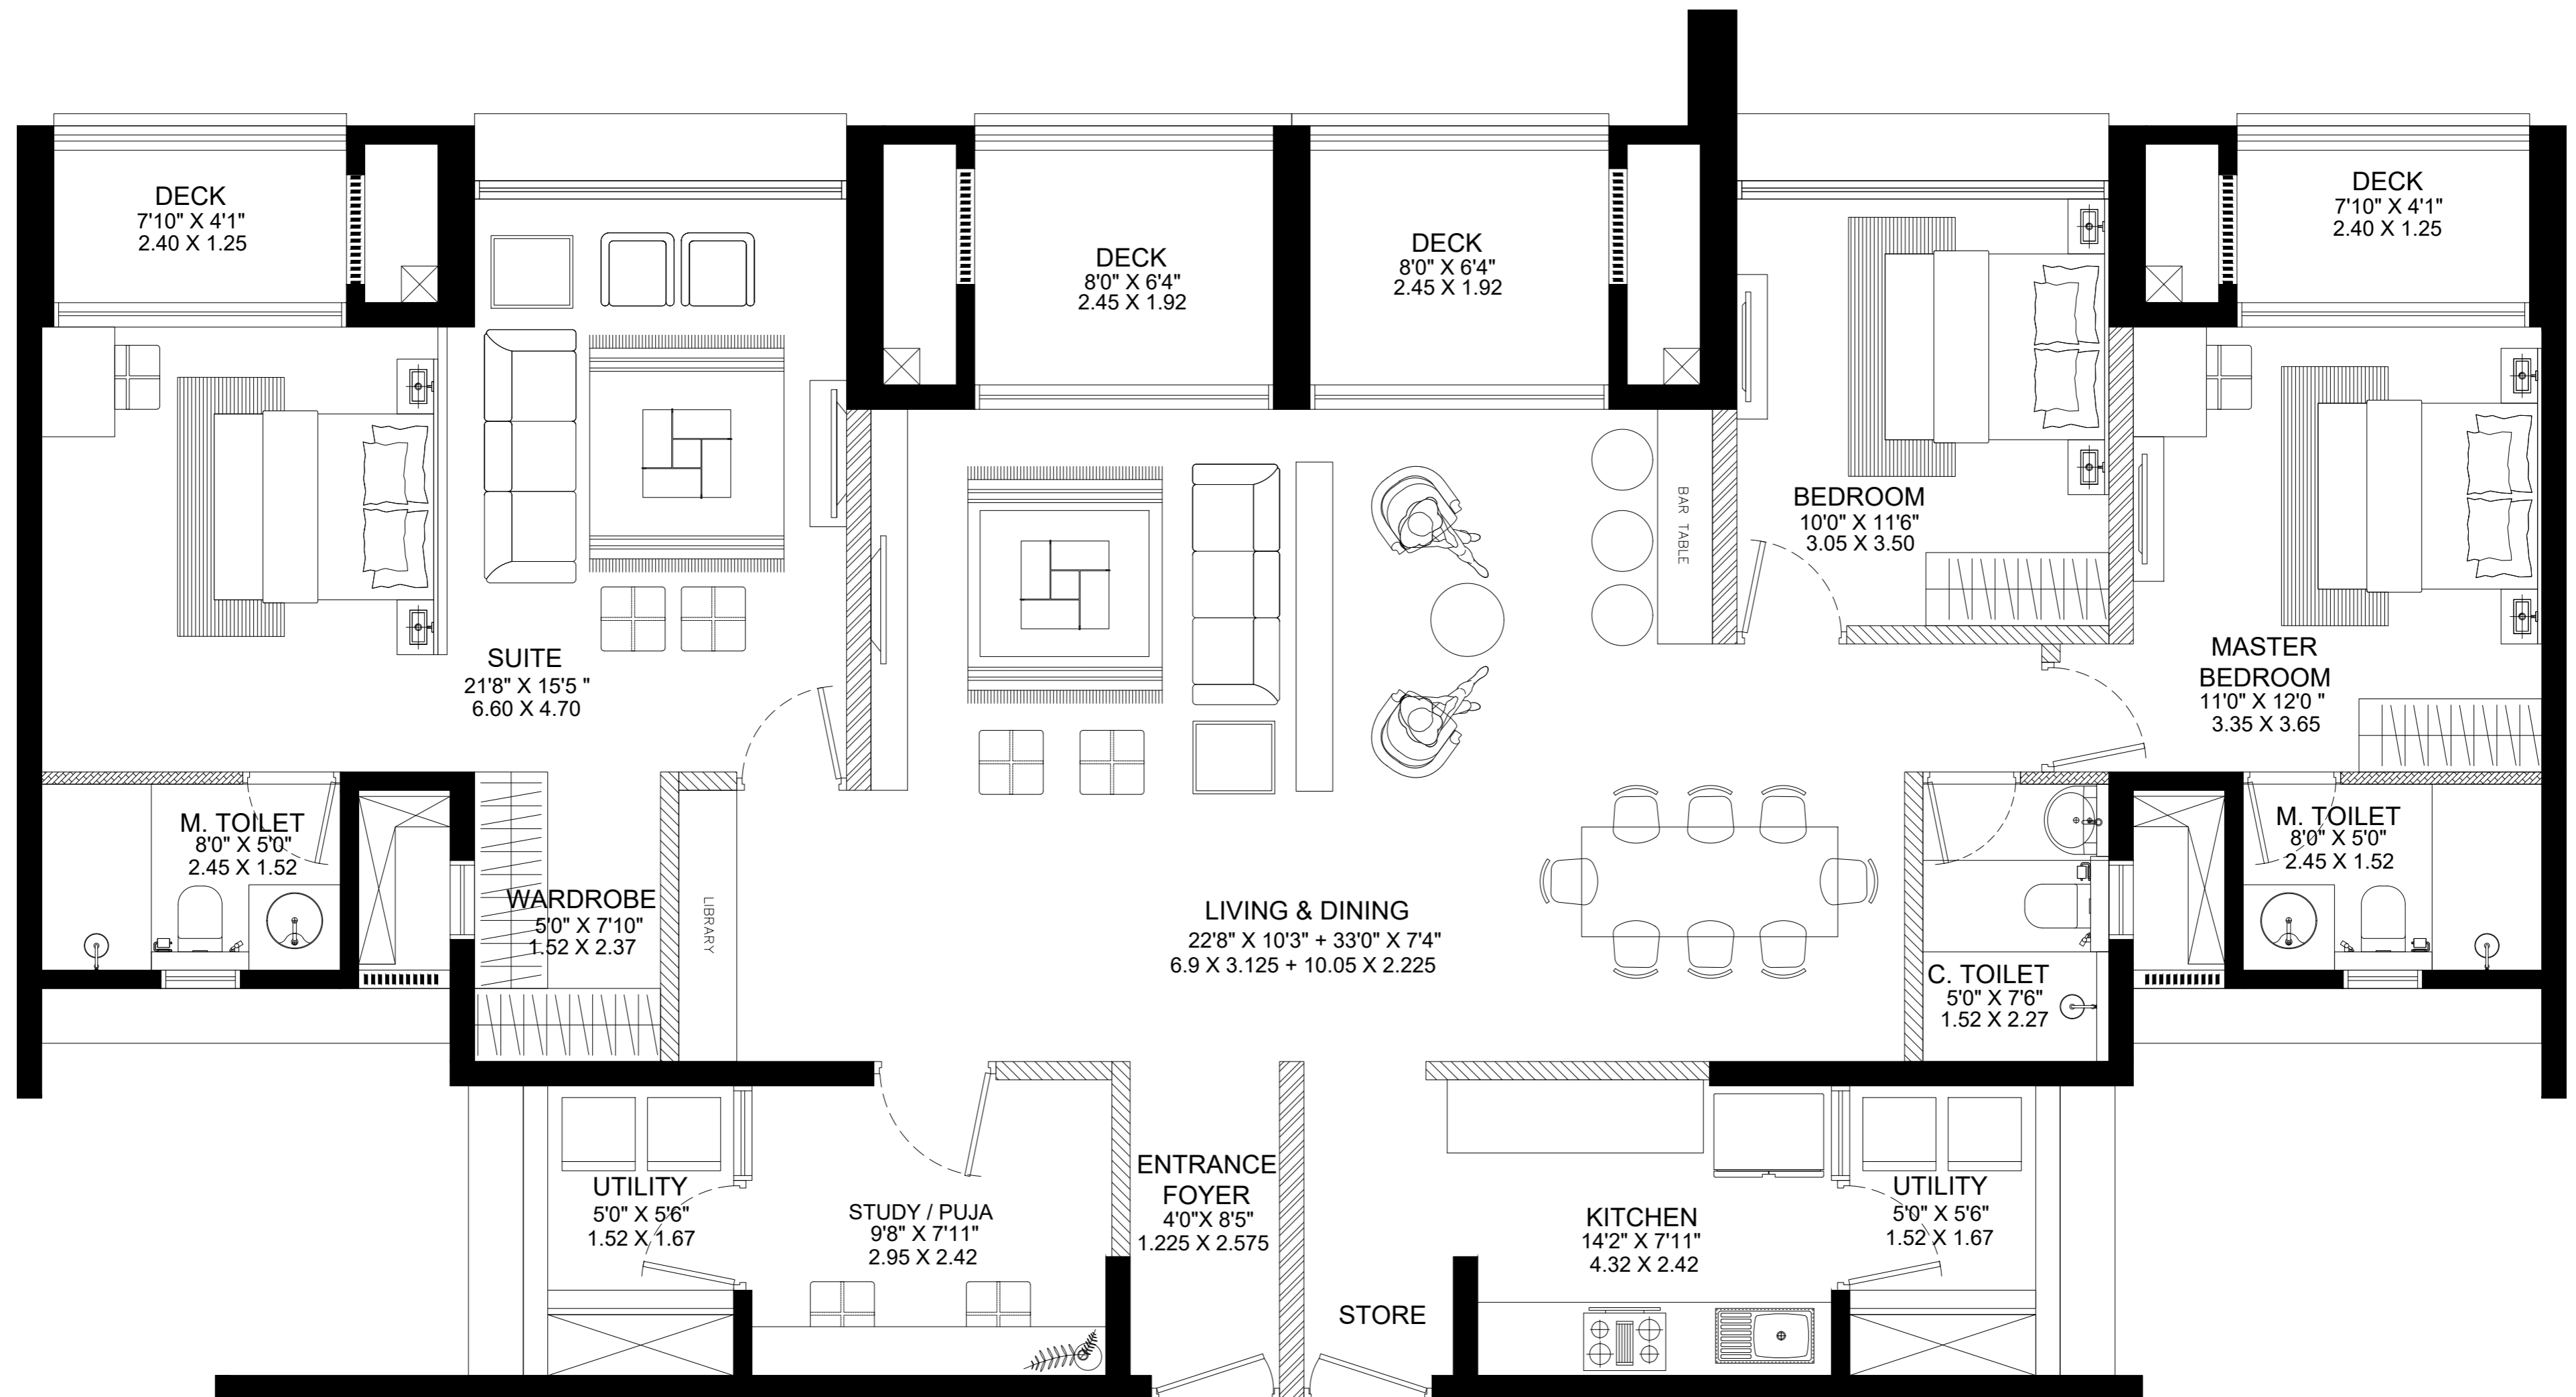 DECK
7'10" X 4'1"
2.40 X 1.25
DECK
8'0" X 6'4"
2.45 X 1.92
DECK
8'0" X 6'4"
2.45 X 1.92
DECK
7'10" X 4'1"
2.40 X 1.25
SUITE
21'8" X 15'5 "
6.60 X 4.70
BAR TABLE
BEDROOM
10'0" X 11'6"
3.05 X 3.50
MASTER
BEDROOM
11'0" X 12'0 "
3.35 X 3.65
M. TOILET
8'0" X 5'0"
2.45 X 1.52
WARDROBE
5'0" X 7'10"
1.52 X 2.37
LIBRARY
LIVING & DINING
22'8" X 10'3" + 33'0" X 7'4"
6.9 X 3.125 + 10.05 X 2.225
C. TOILET
5'0" X 7'6"
1.52 X 2.27
M. TOILET
8'0" X 5'0"
2.45 X 1.52
UTILITY
5'0" X 5'6"
1.52 X 1.67
STUDY / PUJA
9'8" X 7'11"
2.95 X 2.42
ENTRANCE
FOYER
4'0"X 8'5"
1.225 X 2.575
STORE
KITCHEN
14'2" X 7'11"
4.32 X 2.42
UTILITY
5'0" X 5'6"
1.52 X 1.67